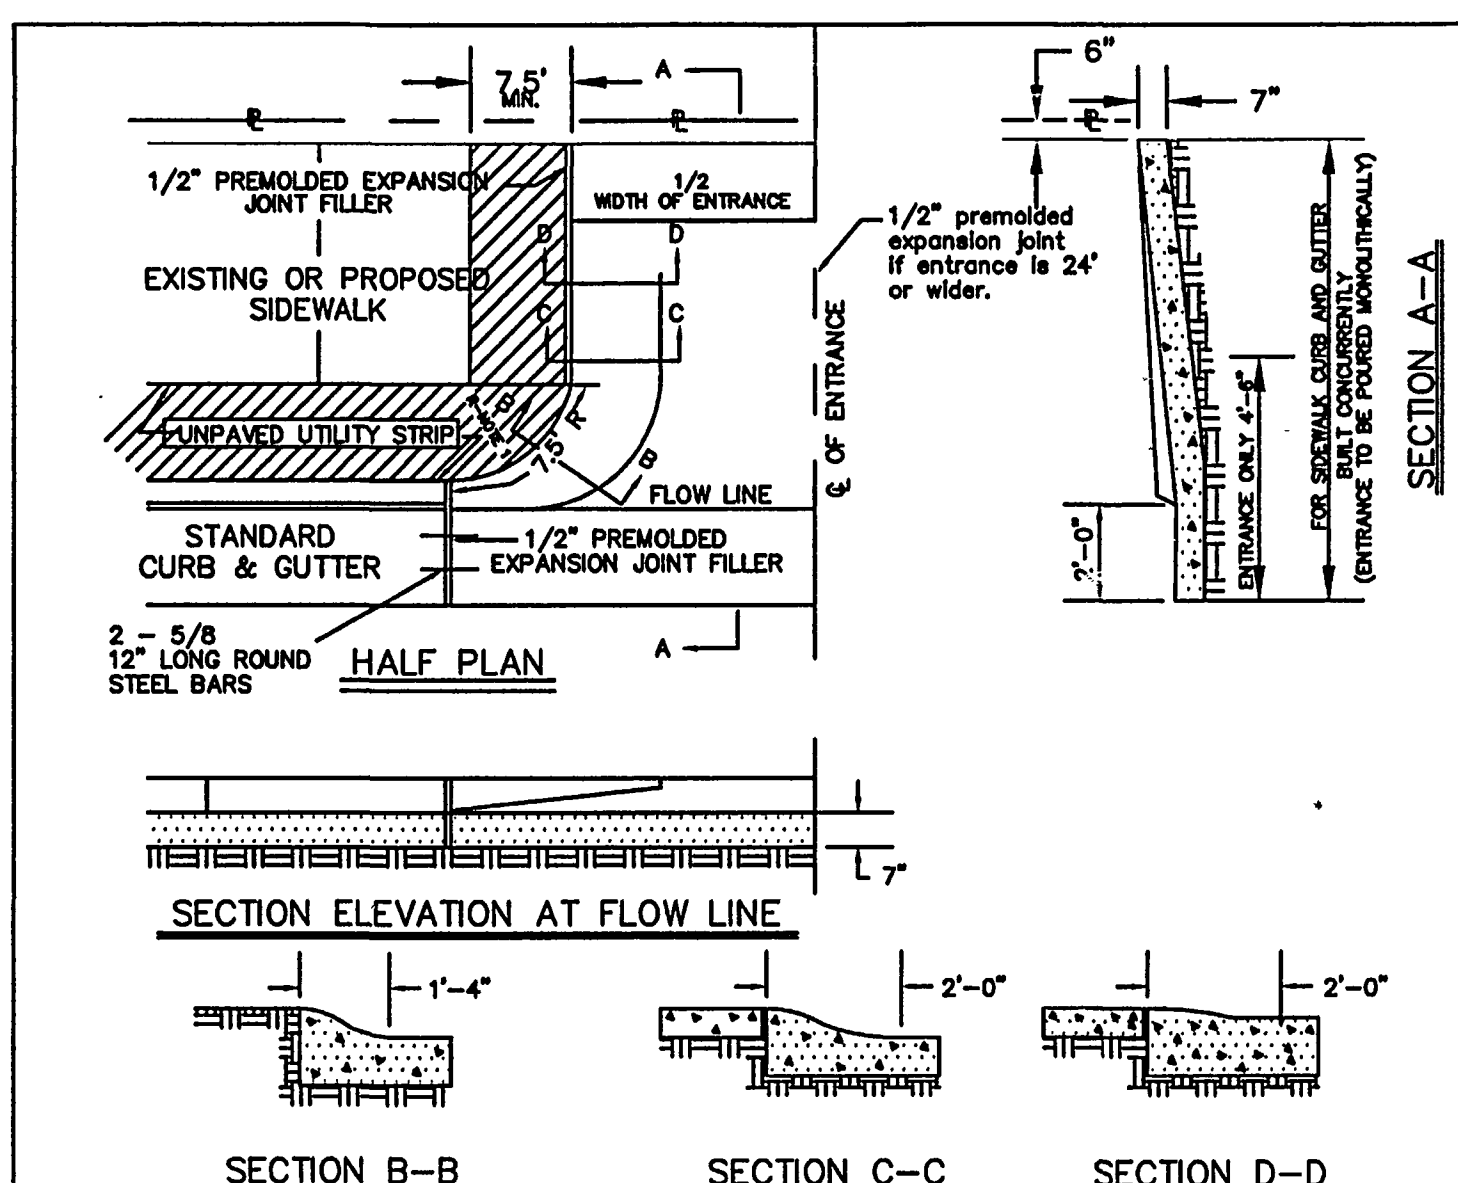 7.5'
MIN.
A
PL
PL
1/2" PREMOLDED EXPANSION
JOINT FILLER
1/2
WIDTH OF ENTRANCE
D
D
EXISTING OR PROPOSED
SIDEWALK
C
C
1/2" premolded
expansion joint
if entrance is 24'
or wider.
CL OF ENTRANCE
UNPAVED UTILITY STRIP
B
R
7.5'
B
FLOW LINE
STANDARD
CURB & GUTTER
1/2" PREMOLDED
EXPANSION JOINT FILLER
2 - 5/8
12" LONG ROUND
STEEL BARS
A
HALF PLAN
6"
7"
PL
2'-0"
ENTRANCE ONLY 4'-6"
FOR SIDEWALK CURB AND GUTTER
BUILT CONCURRENTLY
(ENTRANCE TO BE POURED MONOLITHICALLY)
SECTION A-A
7"
SECTION ELEVATION AT FLOW LINE
1'-4"
2'-0"
2'-0"
SECTION B-B
SECTION C-C
SECTION D-D